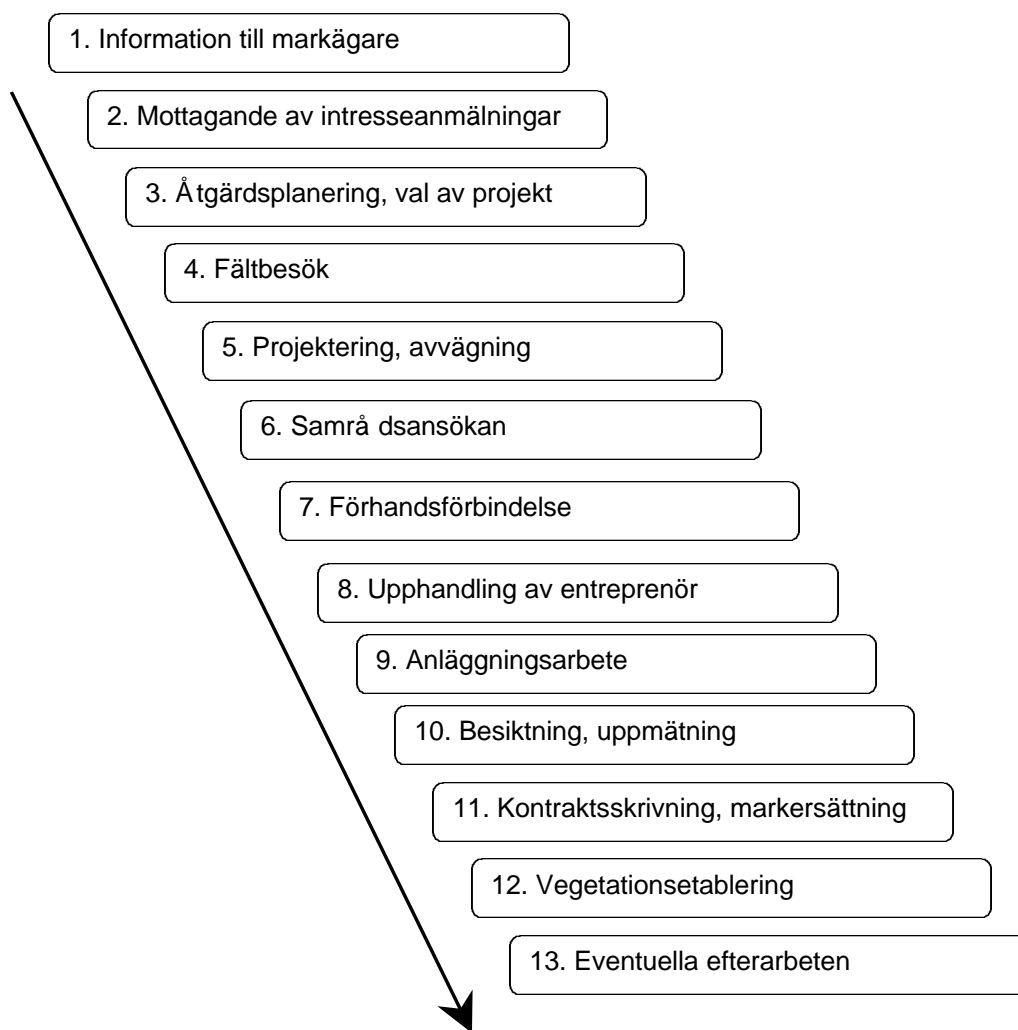 1. Information till markägare
2. Mottagande av intresseanmälningar
3. Åtgärdsplanering, val av projekt
4. Fältbesök
5. Projektering, avvägning
6. Samrå dsansökan
7. Förhandsförbindelse
8. Upphandling av entreprenör
9. Anläggningsarbete
10. Besiktning, uppmätning
11. Kontraktsskrivning, markersättning
12. Vegetationsetablering
13. Eventuella efterarbeten